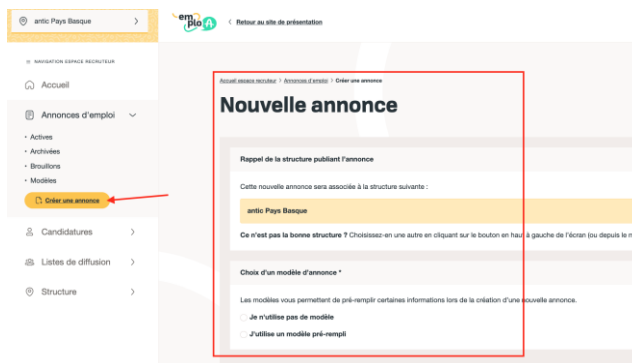 antic Pays Basque
NAVIGATION ESPACE RECRUTEUR
Accueil
Annonces d'emploi
Actives
Archivées
Brouillons
Modèles
Créer une annonce
Candidatures
Listes de diffusion
Structure
emplo
Retour au site de présentation
Accueil espace recruteur > Annonces d'emploi > Créer une annonce
Nouvelle annonce
Rappel de la structure publiant l'annonce
Cette nouvelle annonce sera associée à la structure suivante :
antic Pays Basque
Ce n'est pas la bonne structure ? Choisissez-en une autre en cliquant sur le bouton en haut à gauche de l'écran (ou depuis le m
Choix d'un modèle d'annonce *
Les modèles vous permettent de pré-remplir certaines informations lors de la création d'une nouvelle annonce.
Je n'utilise pas de modèle
J'utilise un modèle pré-rempli